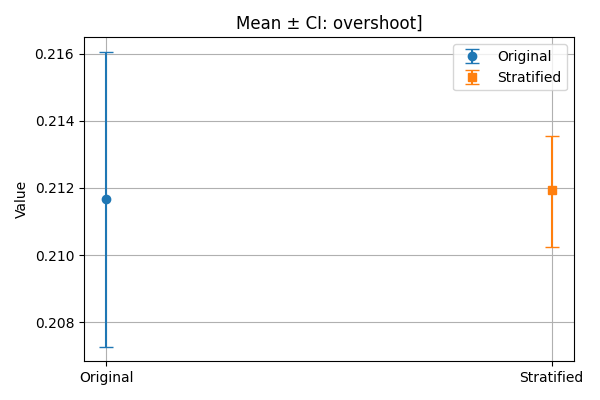 Mean ± CI: overshoot]
Original
Stratified
Value
0.216
0.214
0.212
0.210
0.208
Original
Stratified